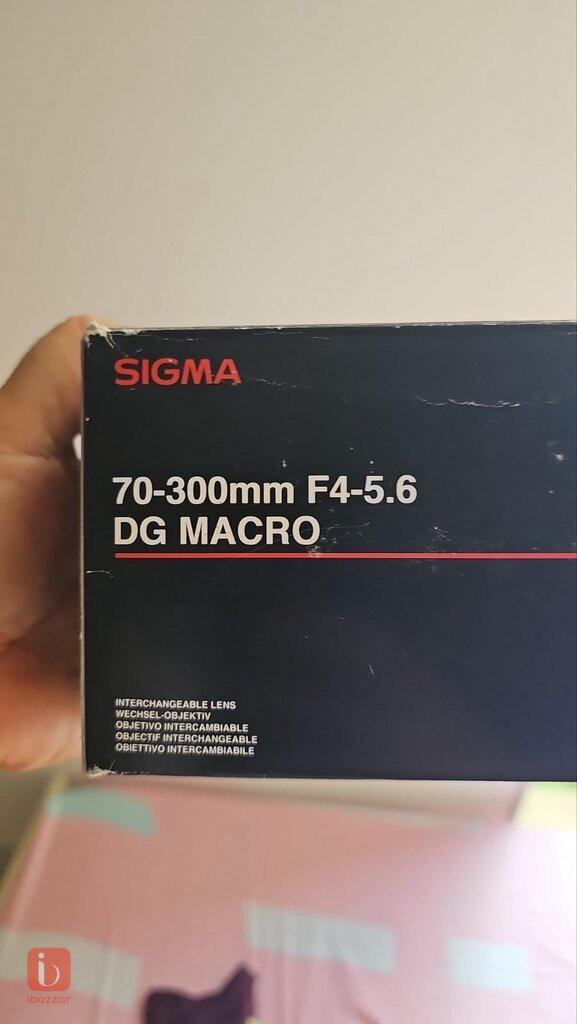 SIGMA
70-300mm F4-5.6
DG MACRO
INTERCHANGEABLE LENS
WECHSEL-OBJEKTIV
OBJETIVO INTERCAMBIABLE
OBJECTIF INTERCHANGEABLE
OBIETTIVO INTERCAMBIABILE
ibazzar